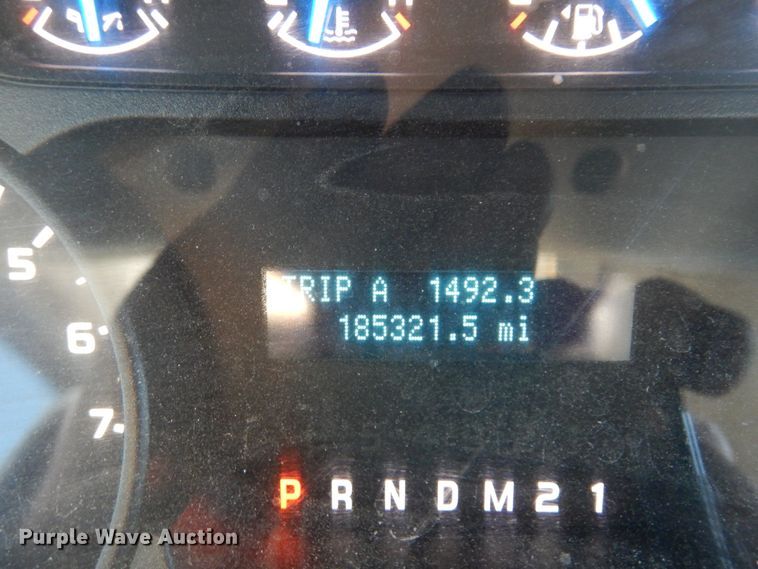 5
6
7
TRIP A 1492.3
185321.5 mi
P R N D M 2 1
Purple Wave Auction®